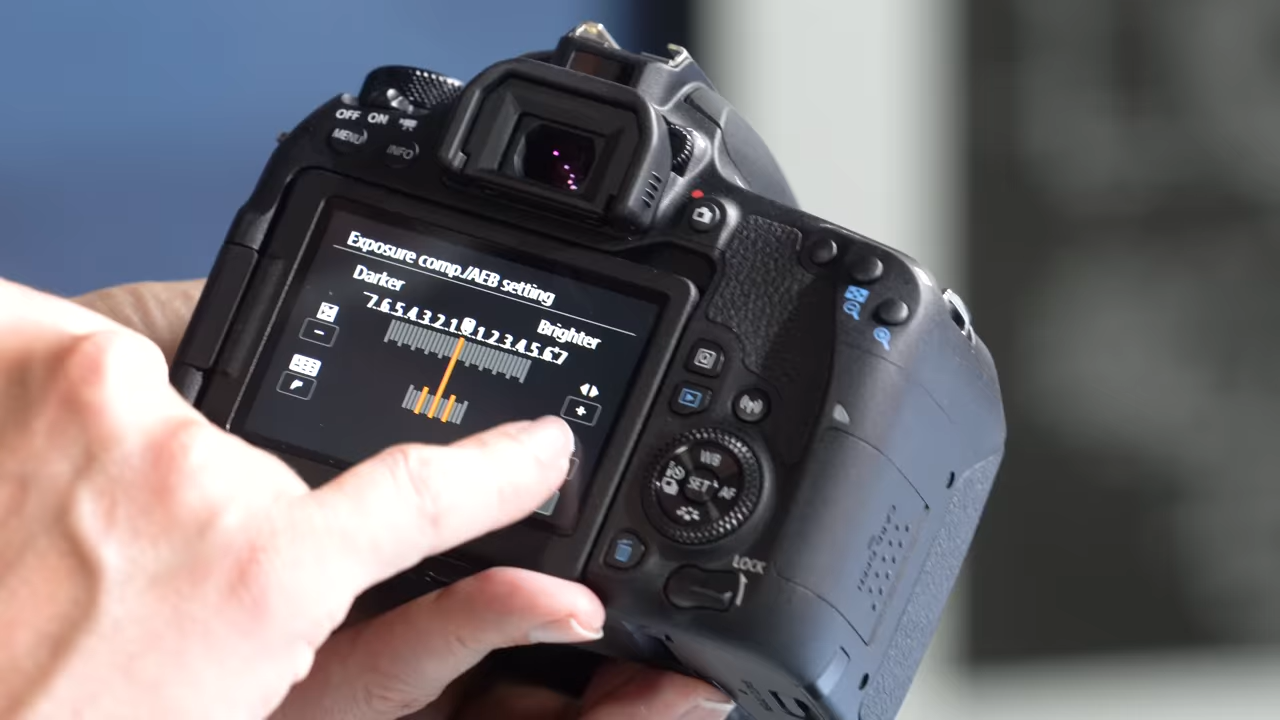 OFF ON
MENU
INFO
Exposure comp./AEB setting
Darker
Brighter
7.6.5.4.3.2.1.0.1.2.3.4.5.6.7
AEB
Q
WB
SET
AF
LOCK